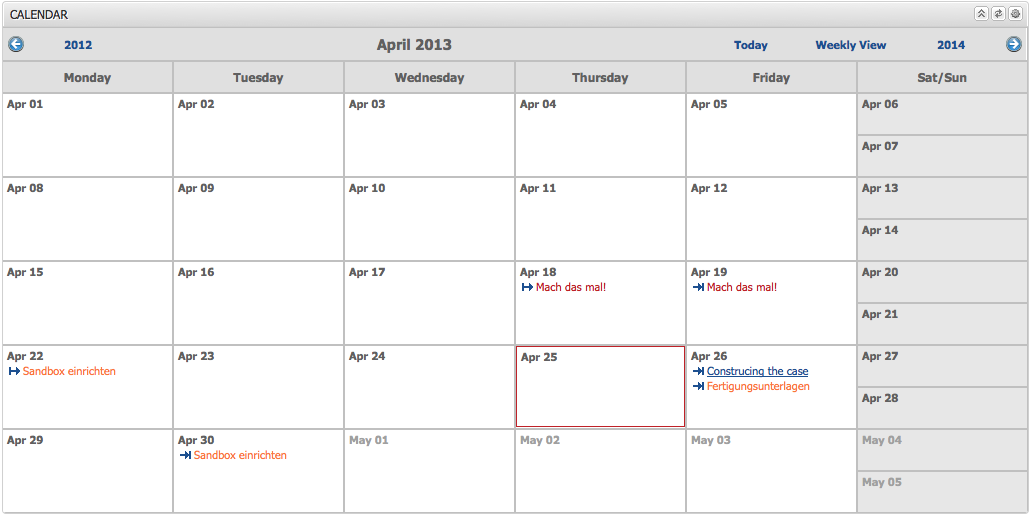 CALENDAR
2012 April 2013 Today Weekly View 2014
Monday Tuesday Wednesday Thursday Friday Sat/Sun
Apr 01 Apr 02 Apr 03 Apr 04 Apr 05 Apr 06
Apr 07
Apr 08 Apr 09 Apr 10 Apr 11 Apr 12 Apr 13
Apr 14
Apr 15 Apr 16 Apr 17 Apr 18 Apr 19 Apr 20
Mach das mal! Mach das mal!
Apr 21
Apr 22 Apr 23 Apr 24 Apr 25 Apr 26 Apr 27
Sandbox einrichten Construcing the case
Fertigungsunterlagen
Apr 28
Apr 29 Apr 30 May 01 May 02 May 03 May 04
Sandbox einrichten
May 05